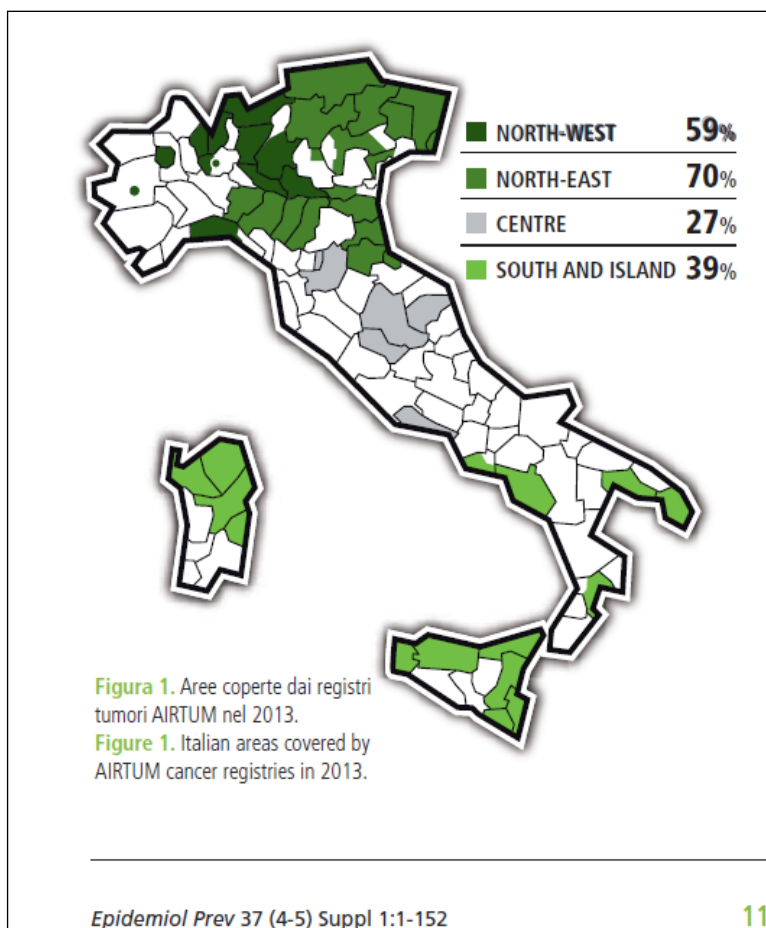 NORTH-WEST 59%
NORTH-EAST 70%
CENTRE 27%
SOUTH AND ISLAND 39%
Figura 1. Aree coperte dai registri
tumori AIRTUM nel 2013.
Figure 1. Italian areas covered by
AIRTUM cancer registries in 2013.
Epidemiol Prev 37 (4-5) Suppl 1:1-152 11